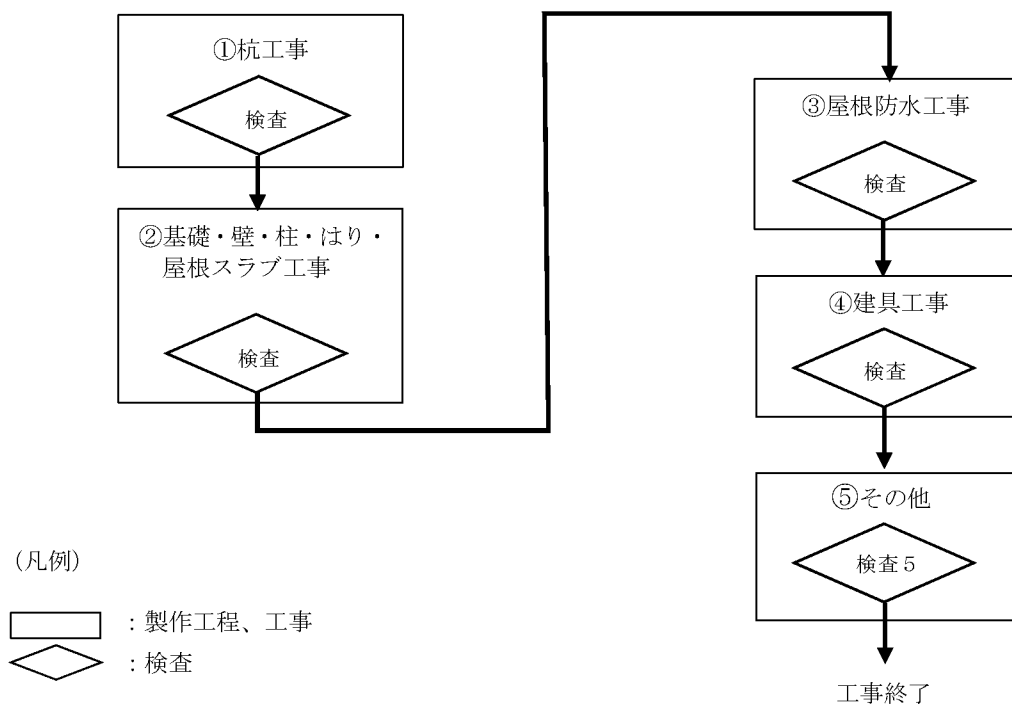 ①杭工事
検査
②基礎・壁・柱・はり・
屋根スラブ工事
検査
③屋根防水工事
検査
④建具工事
検査
⑤その他
検査５
工事終了
(凡例)
：製作工程、工事
：検査